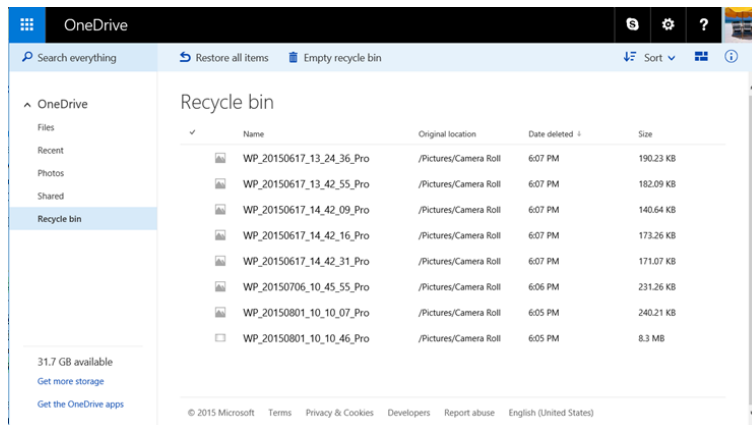 OneDrive
?
Search everything
Restore all items Empty recycle bin Sort
OneDrive
Files
Recent
Photos
Shared
Recycle bin
31.7 GB available
Get more storage
Get the OneDrive apps
Recycle bin
Name Original location Date deleted Size
WP_20150617_13_24_36_Pro /Pictures/Camera Roll 6:07 PM 190.23 KB
WP_20150617_13_42_55_Pro /Pictures/Camera Roll 6:07 PM 182.09 KB
WP_20150617_14_42_09_Pro /Pictures/Camera Roll 6:07 PM 140.64 KB
WP_20150617_14_42_16_Pro /Pictures/Camera Roll 6:07 PM 173.26 KB
WP_20150617_14_42_31_Pro /Pictures/Camera Roll 6:07 PM 171.07 KB
WP_20150706_10_45_55_Pro /Pictures/Camera Roll 6:06 PM 231.26 KB
WP_20150801_10_10_07_Pro /Pictures/Camera Roll 6:05 PM 240.21 KB
WP_20150801_10_10_46_Pro /Pictures/Camera Roll 6:05 PM 8.3 MB
© 2015 Microsoft Terms Privacy & Cookies Developers Report abuse English (United States)